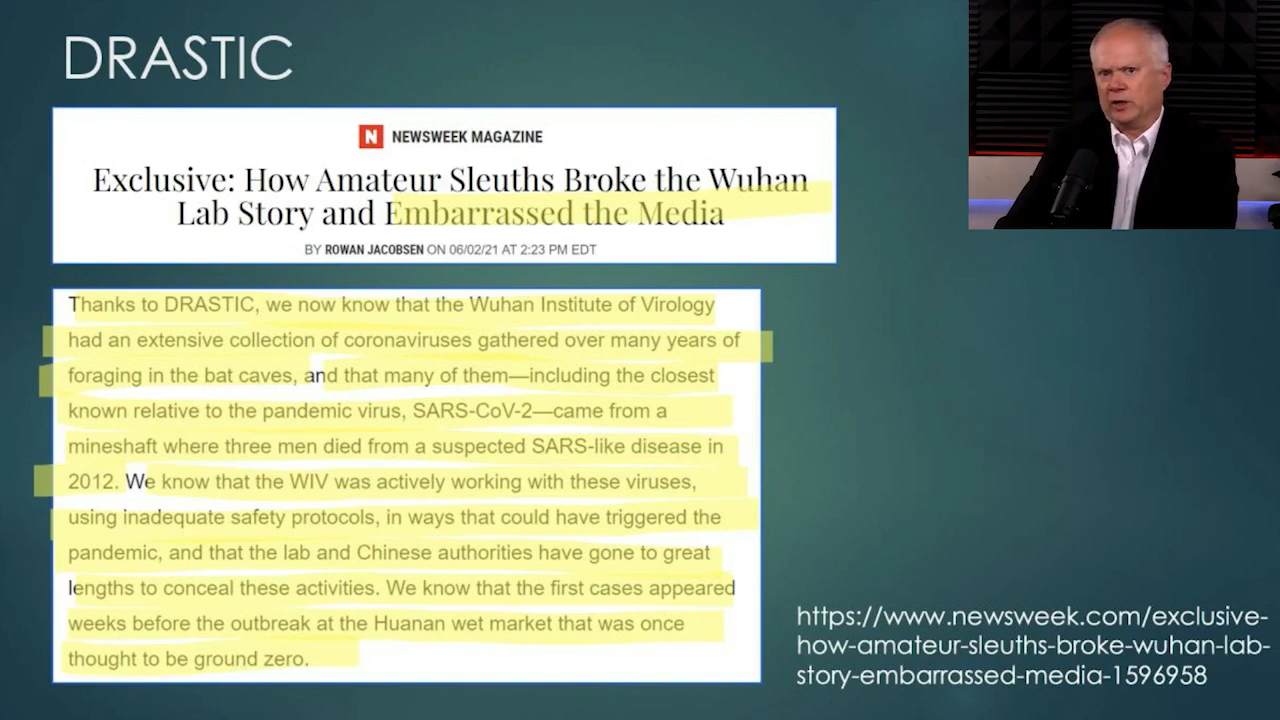 DRASTIC
N NEWSWEEK MAGAZINE
Exclusive: How Amateur Sleuths Broke the Wuhan
Lab Story and Embarrassed the Media
BY ROWAN JACOBSEN ON 06/02/21 AT 2:23 PM EDT
Thanks to DRASTIC, we now know that the Wuhan Institute of Virology
had an extensive collection of coronaviruses gathered over many years of
foraging in the bat caves, and that many of them—including the closest
known relative to the pandemic virus, SARS-CoV-2—came from a
mineshaft where three men died from a suspected SARS-like disease in
2012. We know that the WIV was actively working with these viruses,
using inadequate safety protocols, in ways that could have triggered the
pandemic, and that the lab and Chinese authorities have gone to great
lengths to conceal these activities. We know that the first cases appeared
weeks before the outbreak at the Huanan wet market that was once
thought to be ground zero.
https://www.newsweek.com/exclusive-
how-amateur-sleuths-broke-wuhan-lab-
story-embarrassed-media-1596958